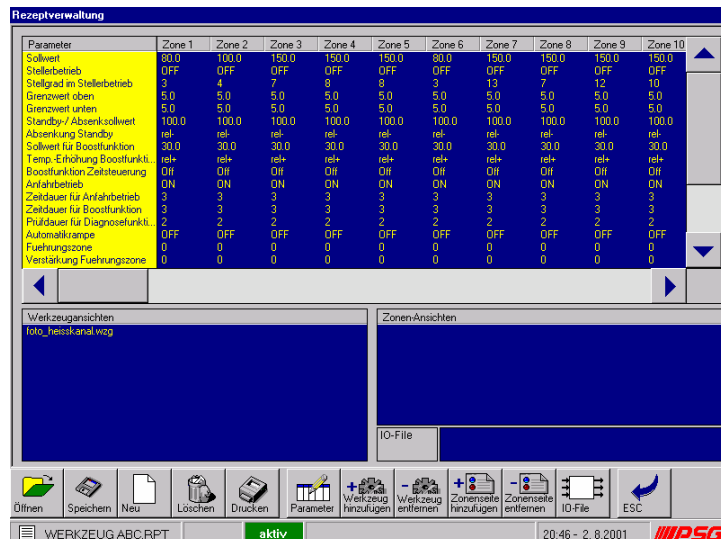 Rezeptverwaltung
Parameter Zone 1 Zone 2 Zone 3 Zone 4 Zone 5 Zone 6 Zone 7 Zone 8 Zone 9 Zone 10
Sollwert 80.0 100.0 150.0 150.0 150.0 80.0 150.0 150.0 150.0 150.0
Stellerbetrieb OFF OFF OFF OFF OFF OFF OFF OFF OFF OFF
Stellgrad im Stellerbetrieb 3 4 7 8 8 3 13 7 12 10
Grenzwert oben 5.0 5.0 5.0 5.0 5.0 5.0 5.0 5.0 5.0 5.0
Grenzwert unten 5.0 5.0 5.0 5.0 5.0 5.0 5.0 5.0 5.0 5.0
Standby-/ Absenksollwert 100.0 100.0 100.0 100.0 100.0 100.0 100.0 100.0 100.0 100.0
Absenkung Standby rel- rel- rel- rel- rel- rel- rel- rel- rel- rel-
Sollwert für Boostfunktion 30.0 30.0 30.0 30.0 30.0 30.0 30.0 30.0 30.0 30.0
Temp.-Erhöhung Boostfunkti... rel+ rel+ rel+ rel+ rel+ rel+ rel+ rel+ rel+ rel+
Boostfunktion Zeitsteuerung Off Off Off Off Off Off Off Off Off Off
Anfahrbetrieb ON ON ON ON ON ON ON ON ON ON
Zeitdauer für Anfahrbetrieb 3 3 3 3 3 3 3 3 3 3
Zeitdauer für Boostfunktion 3 3 3 3 3 3 3 3 3 3
Prüfdauer für Diagnosefunkti... 2 2 2 2 2 2 2 2 2 2
Automatikrampe OFF OFF OFF OFF OFF OFF OFF OFF OFF OFF
Fuehrungszone 0 0 0 0 0 0 0 0 0 0
Verstärkung Fuehrungszone 0 0 0 0 0 0 0 0 0 0
Werkzeugansichten
foto_heisskanal.wzg
Zonen-Ansichten
IO-File
Öffnen
Speichern
Neu
Löschen
Drucken
Parameter
Werkzeug
hinzufügen
Werkzeug
entfernen
Zonenseite
hinzufügen
Zonenseite
entfernen
IO-File
ESC
WERKZEUG ABC.RPT aktiv 20:46 - 2. 8.2001 PSG